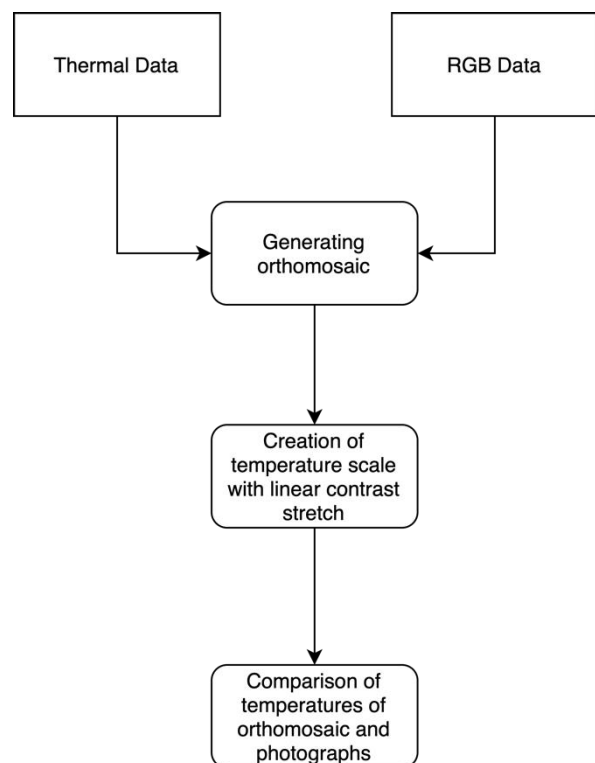 Thermal Data
RGB Data
Generating
orthomosaic
Creation of
temperature scale
with linear contrast
stretch
Comparison of
temperatures of
orthomosaic and
photographs